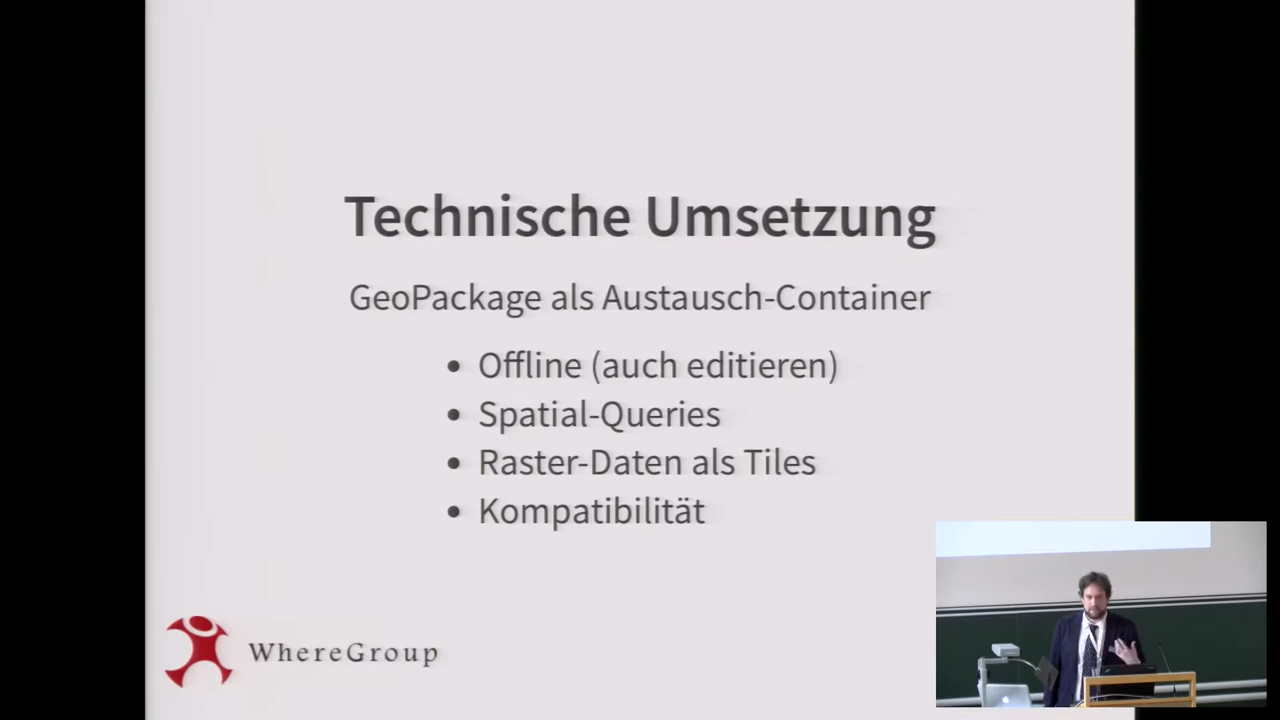 Technische Umsetzung
GeoPackage als Austausch-Container
• Offline (auch editieren)
• Spatial-Queries
• Raster-Daten als Tiles
• Kompatibilität
WhereGroup